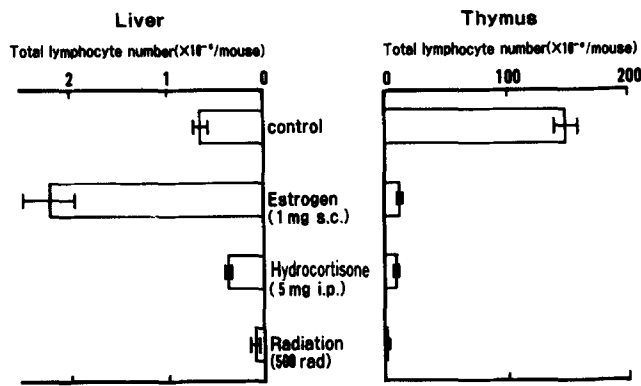 Liver
Thymus
Total lymphocyte number(×10⁻⁶/mouse)
Total lymphocyte number(×10⁻⁶/mouse)
2 1 0
0 100 200
control
Estrogen
(1 mg s.c.)
Hydrocortisone
(5 mg i.p.)
Radiation
(500 rad)